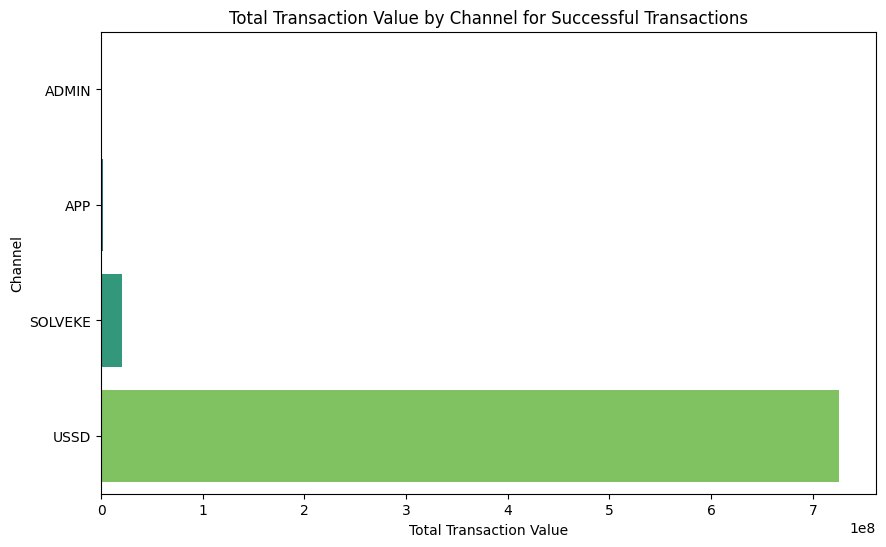 Total Transaction Value by Channel for Successful Transactions
Channel
ADMIN
APP
SOLVEKE
USSD
0 1 2 3 4 5 6 7
1e8
Total Transaction Value